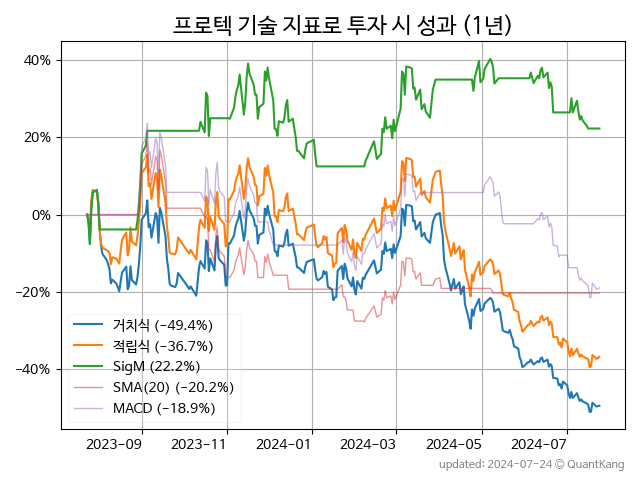 프로텍 기술 지표로 투자 시 성과 (1년)
40%
20%
0%
−20%
−40%
거치식 (−49.4%)
적립식 (−36.7%)
SigM (22.2%)
SMA(20) (−20.2%)
MACD (−18.9%)
2023−09 2023−11 2024−01 2024−03 2024−05 2024−07
updated: 2024-07-24 © QuantKang